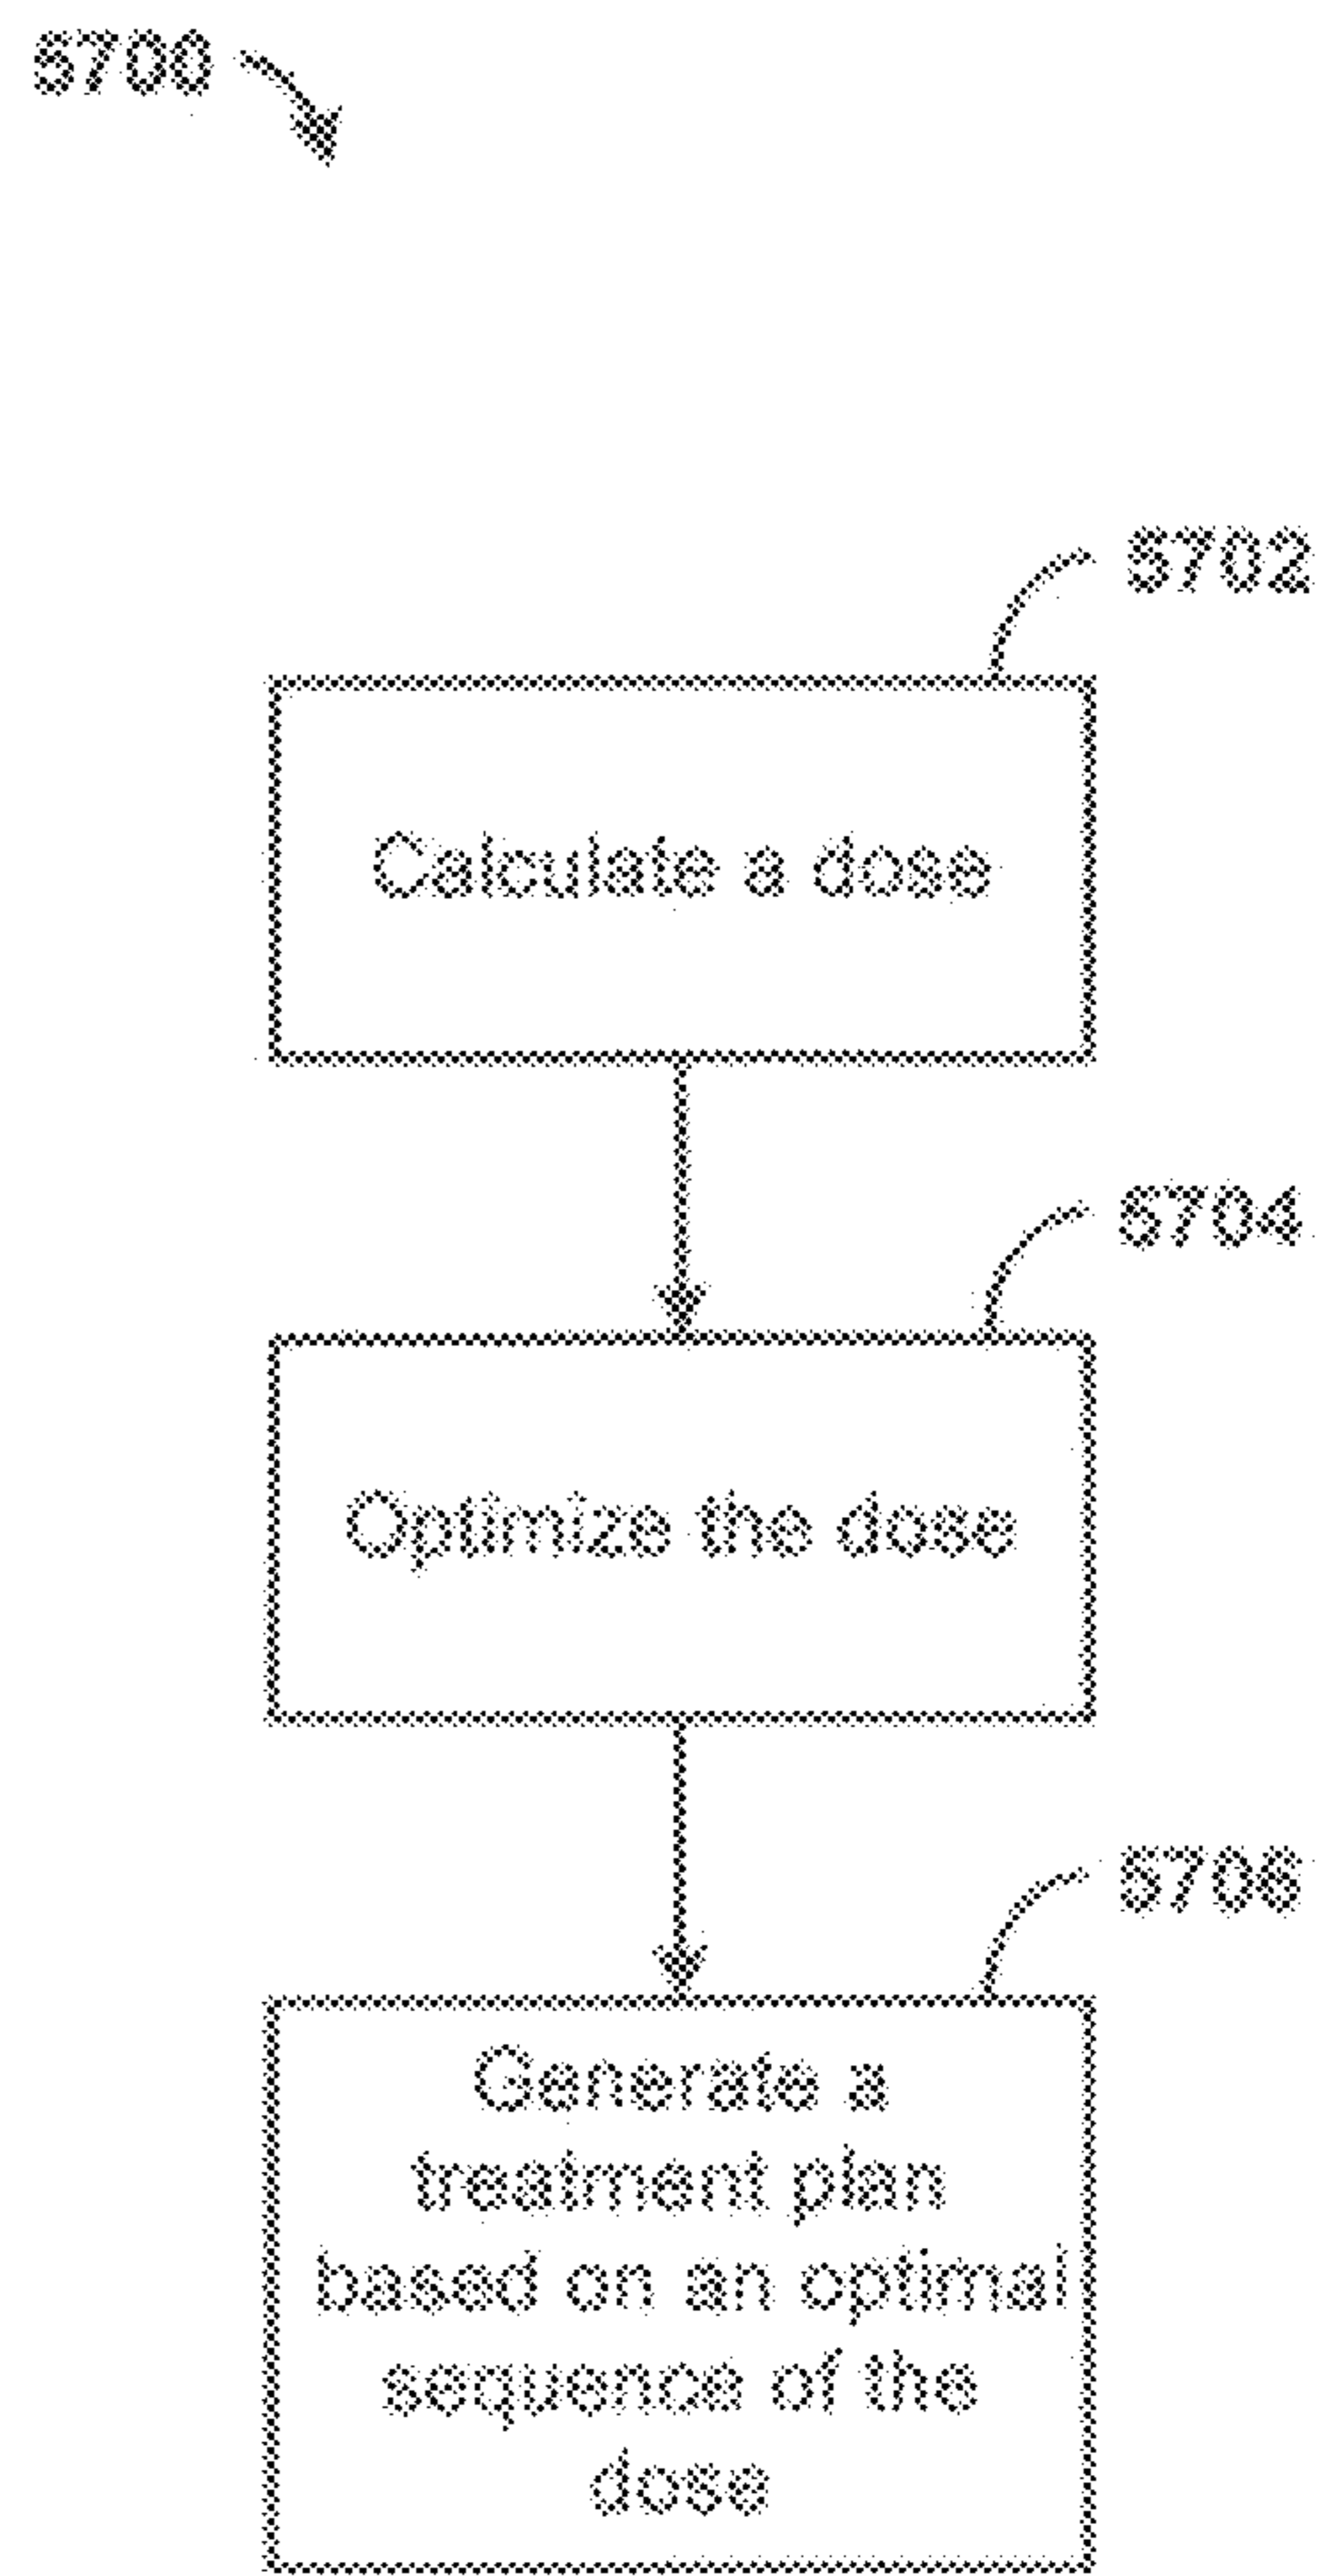 5700
5702
Calculate a dose
5704
Optimize the dose
5706
Generate a
treatment plan
based on an optimal
sequence of the
dose